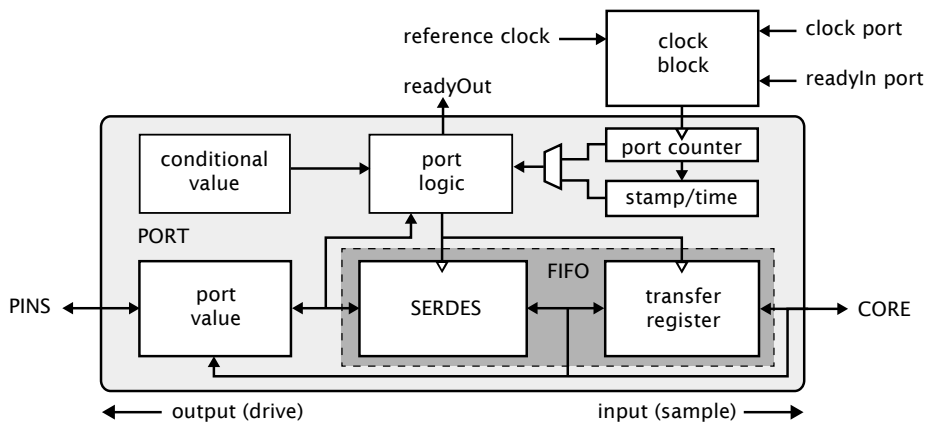 reference clock
clock
block
clock port
readyIn port
readyOut
conditional
value
port
logic
port counter
stamp/time
PORT
FIFO
PINS
port
value
SERDES
transfer
register
CORE
output (drive)
input (sample)